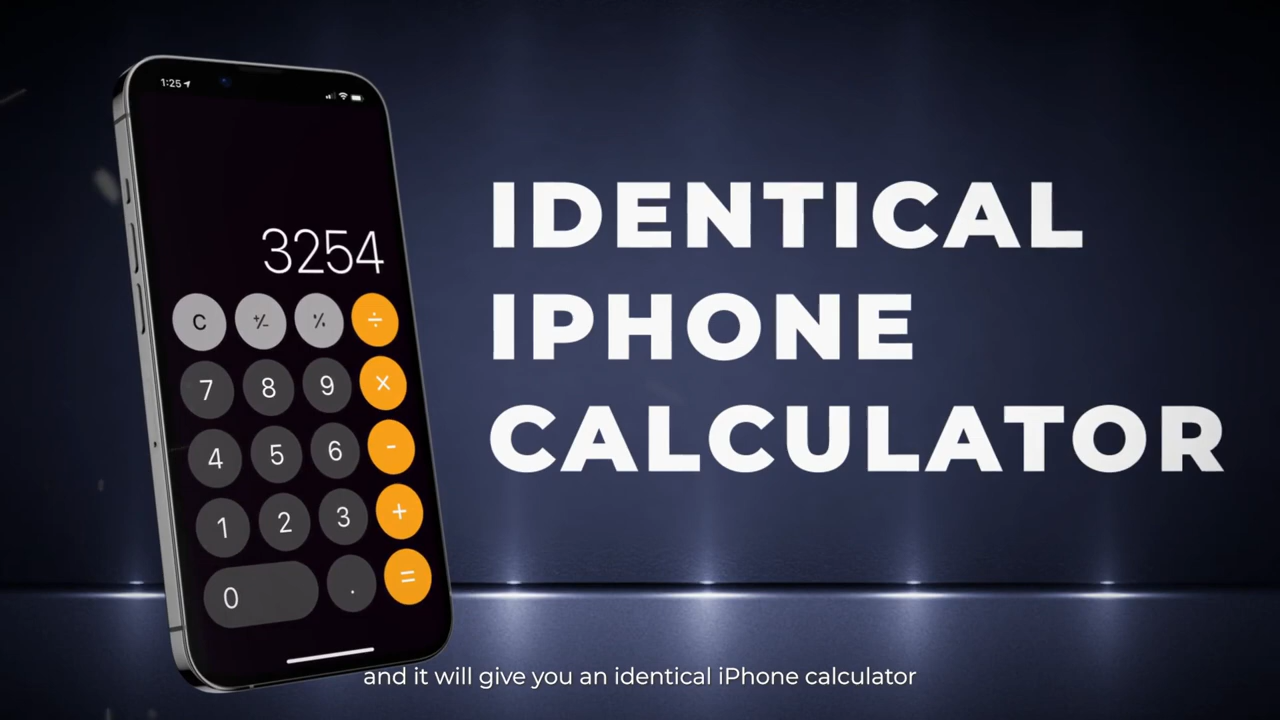 1:25
3254
C +/- % ÷
7 8 9 ×
4 5 6 -
1 2 3 +
0 . =
IDENTICAL
IPHONE
CALCULATOR
and it will give you an identical iPhone calculator